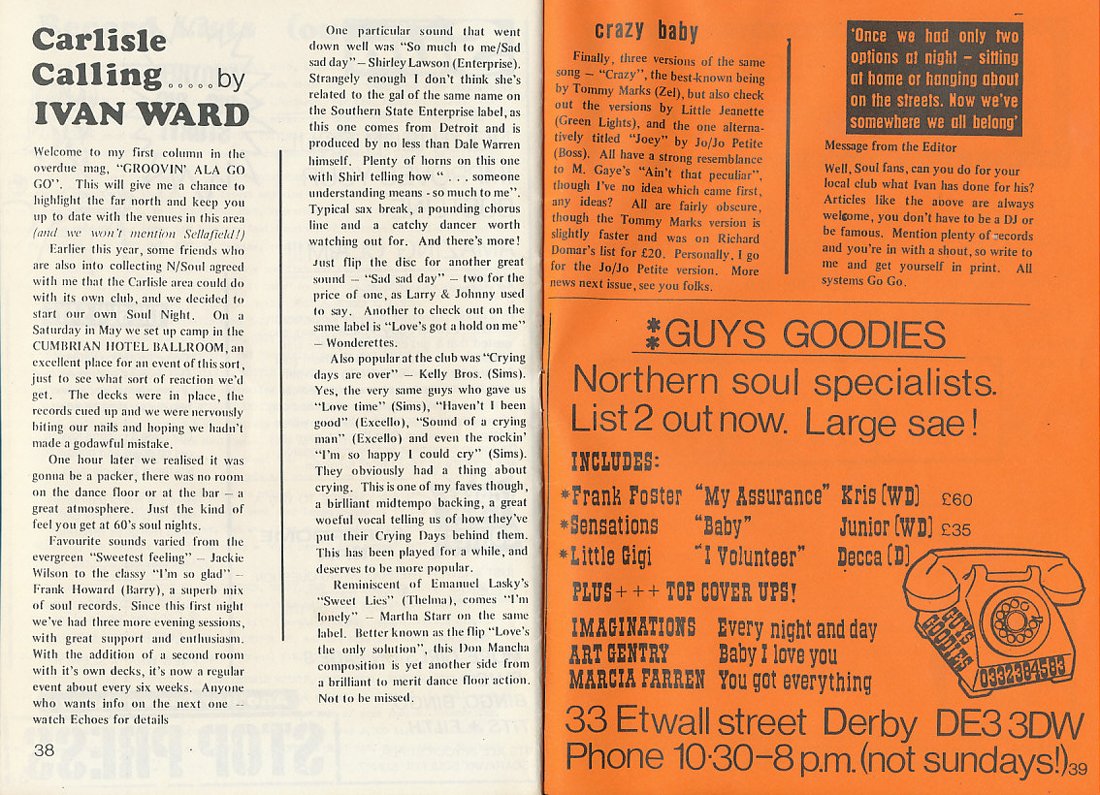 Carlisle
Calling.....by
IVAN WARD
Welcome to my first column in the
overdue mag, "GROOVIN' ALA GO
GO". This will give me a chance to
highlight the far north and keep you
up to date with the venues in this area
(and we won't mention Sellafield!)
Earlier this year, some friends who
are also into collecting N/Soul agreed
with me that the Carlisle area could do
with its own club, and we decided to
start our own Soul Night. On a
Saturday in May we set up camp in the
CUMBRIAN HOTEL BALLROOM, an
excellent place for an event of this sort,
just to see what sort of reaction we'd
get. The decks were in place, the
records cued up and we were nervously
biting our nails and hoping we hadn't
made a godawful mistake.
One hour later we realised it was
gonna be a packer, there was no room
on the dance floor or at the bar – a
great atmosphere. Just the kind of
feel you get at 60's soul nights.
Favourite sounds varied from the
evergreen "Sweetest feeling" – Jackie
Wilson to the classy "I'm so glad" –
Frank Howard (Barry), a superb mix
of soul records. Since this first night
we've had three more evening sessions,
with great support and enthusiasm.
With the addition of a second room
with it's own decks, it's now a regular
event about every six weeks. Anyone
who wants info on the next one –
watch Echoes for details
38
One particular sound that went
down well was "So much to me/Sad
sad day" – Shirley Lawson (Enterprise).
Strangely enough I don't think she's
related to the gal of the same name on
the Southern State Enterprise label, as
this one comes from Detroit and is
produced by no less than Dale Warren
himself. Plenty of horns on this one
with Shirl telling how " . . . someone
understanding means - so much to me".
Typical sax break, a pounding chorus
line and a catchy dancer worth
watching out for. And there's more!
Just flip the disc for another great
sound – "Sad sad day" – two for the
price of one, as Larry & Johnny used
to say. Another to check out on the
same label is "Love's got a hold on me"
– Wonderettes.
Also popular at the club was "Crying
days are over" – Kelly Bros. (Sims).
Yes, the very same guys who gave us
"Love time" (Sims), "Haven't I been
good" (Excello), "Sound of a crying
man" (Excello) and even the rockin'
"I'm so happy I could cry" (Sims).
They obviously had a thing about
crying. This is one of my faves though,
a birlliant midtempo backing, a great
woeful vocal telling us of how they've
put their Crying Days behind them.
This has been played for a while, and
deserves to be more popular.
Reminiscent of Emanuel Lasky's
"Sweet Lies" (Thelma), comes "I'm
lonely" – Martha Starr on the same
label. Better known as the flip "Love's
the only solution", this Don Mancha
composition is yet another side from
a brilliant to merit dance floor action.
Not to be missed.
crazy baby
Finally, three versions of the same
song – "Crazy", the best-known being
by Tommy Marks (Zel), but also check
out the versions by Little Jeanette
(Green Lights), and the one alterna-
tively titled "Joey" by Jo/Jo Petite
(Boss). All have a strong resemblance
to M. Gaye's "Ain't that peculiar",
though I've no idea which came first,
any ideas? All are fairly obscure,
though the Tommy Marks version is
slightly faster and was on Richard
Domar's list for £20. Personally, I go
for the Jo/Jo Petite version. More
news next issue, see you folks.
'Once we had only two
options at night – sitting
at home or hanging about
on the streets. Now we've
somewhere we all belong'
Message from the Editor
Well, Soul fans, can you do for your
local club what Ivan has done for his?
Articles like the above are always
welcome, you don't have to be a DJ or
be famous. Mention plenty of records
and you're in with a shout, so write to
me and get yourself in print. All
systems Go Go.
**GUYS GOODIES
Northern soul specialists.
List 2 out now. Large sae!
INCLUDES:
*Frank Foster "My Assurance" Kris (WD) £60
*Sensations "Baby" Junior (WD) £35
*Little Gigi "I Volunteer" Decca (D)
PLUS+++TOP COVER UPS!
IMAGINATIONS Every night and day
ART GENTRY Baby I love you
MARCIA FARREN You got everything
GUYS
GOODIES
0332384583
33 Etwall street Derby DE3 3DW
Phone 10·30–8 p.m. (not sundays!)
39